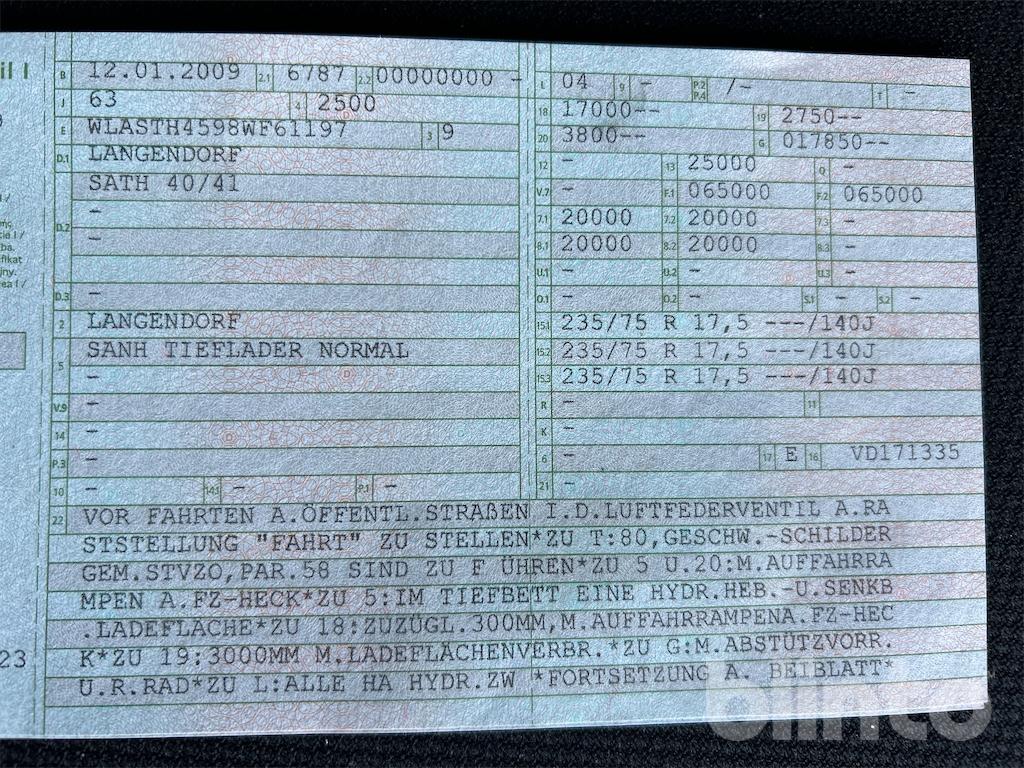 il I
B 12.01.2009 2.1 6787 2.2 00000000 -
J 63 4 2500
E WLASTH4598WF61197 3 9
D.1 LANGENDORF
SATH 40/41
D.2 -
-
D.3 -
2 LANGENDORF
5 SANH TIEFLADER NORMAL
-
V.9 -
14 -
P.3 -
10 - 14.1 - P.1 -
L 04 9 - P.2 P.4 /- T -
18 17000-- 19 2750--
20 3800-- G 017850--
12 - 13 25000 Q -
V.7 - F.1 065000 F.2 065000
7.1 20000 7.2 20000 7.3 -
8.1 20000 8.2 20000 8.3 -
U.1 - U.2 - U.3 -
O.1 - O.2 - S.1 - S.2 -
15.1 235/75 R 17,5 ---/140J
15.2 235/75 R 17,5 ---/140J
15.3 235/75 R 17,5 ---/140J
R - 11
K -
6 - 17 E 16 VD171335
21 -
22 VOR FAHRTEN A.ÖFFENTL.STRAßEN I.D.LUFTFEDERVENTIL A.RA
STSTELLUNG "FAHRT" ZU STELLEN*ZU T:80,GESCHW.-SCHILDER
GEM.STVZO,PAR.58 SIND ZU F ÜHREN*ZU 5 U.20:M.AUFFAHRRA
MPEN A.FZ-HECK*ZU 5:IM TIEFBETT EINE HYDR.HEB.-U.SENKB
.LADEFLÄCHE*ZU 18:ZUZÜGL.300MM,M.AUFFAHRRAMPENA.FZ-HEC
K*ZU 19:3000MM M.LADEFLÄCHENVERBR.*ZU G:M.ABSTÜTZVORR.
U.R.RAD*ZU L:ALLE HA HYDR.ZW *FORTSETZUNG A. BEIBLATT*
23
blinto